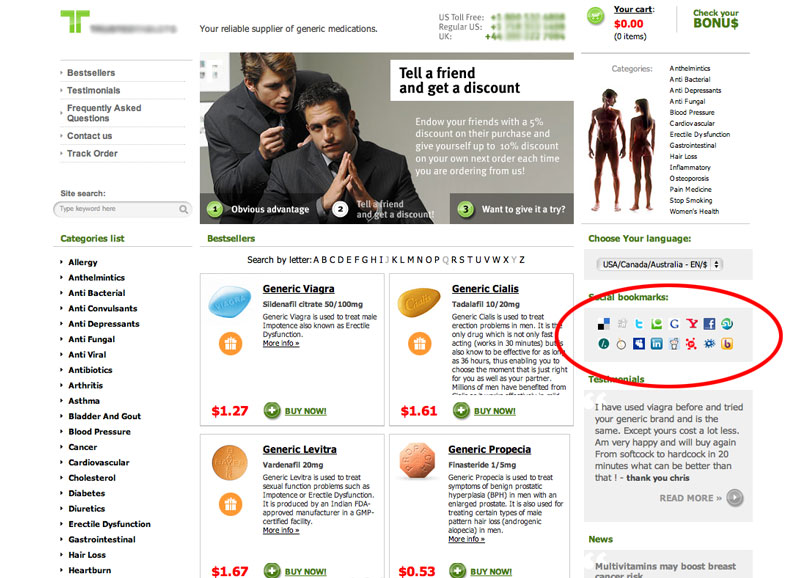 Your reliable supplier of generic medications.
US Toll Free:
Regular US:
UK:
Your cart:
$0.00
(0 items)
Check your
BONU$
Bestsellers
Testimonials
Frequently Asked
Questions
Contact us
Track Order
Site search:
Type keyword here
Tell a friend
and get a discount
Endow your friends with a 5%
discount on their purchase and
give yourself up to 10% discount
on your own next order each time
you are ordering from us!
1 Obvious advantage
2 Tell a friend
and get a discount!
3 Want to give it a try?
Categories:
Anthelmintics
Anti Bacterial
Anti Depressants
Anti Fungal
Blood Pressure
Cardiovascular
Erectile Dysfunction
Gastrointestinal
Hair Loss
Inflammatory
Osteoporosis
Pain Medicine
Stop Smoking
Women's Health
Categories list
Allergy
Anthelmintics
Anti Bacterial
Anti Convulsants
Anti Depressants
Anti Fungal
Anti Viral
Antibiotics
Arthritis
Asthma
Bladder And Gout
Blood Pressure
Cancer
Cardiovascular
Cholesterol
Diabetes
Diuretics
Erectile Dysfunction
Gastrointestinal
Hair Loss
Heartburn
Bestsellers
Search by letter: A B C D E F G H I J K L M N O P Q R S T U V W X Y Z
VIAGRA
Generic Viagra
Sildenafil citrate 50/100mg
Generic Viagra is used to treat male
Impotence also known as Erectile
Dysfunction.
More info »
$1.27
BUY NOW!
Cialis
Generic Cialis
Tadalafil 10/20mg
Generic Cialis is used to treat
erection problems in men. It is the
only drug which is not only fast
acting (works in 30 minutes) but is
also know to be effective for as long
as 36 hours, thus enabling you to
choose the moment that is just right
for you as well as your partner.
Millions of men have benefited from
$1.61
BUY NOW!
Generic Levitra
Vardenafil 20mg
Generic Levitra is used to treat
sexual function problems such as
Impotence or Erectile Dysfunction.
It is produced by an Indian FDA-
approved manufacturer in a GMP-
certified facility.
More info »
$1.67
BUY NOW!
Generic Propecia
Finasteride 1/5mg
Generic Propecia is used to treat
symptoms of benign prostatic
hyperplasia (BPH) in men with an
enlarged prostate. It is also used for
treating certain types of male
pattern hair loss (androgenic
alopecia) in men.
More info »
$0.53
BUY NOW!
Choose Your language:
USA/Canada/Australia - EN/$
Social bookmarks:
Testimonials
I have used viagra before and tried
your generic brand and is the
same. Except yours cost a lot less.
Am very happy and will buy again
From softcock to hardcock in 20
minutes what can be better than
that ! - thank you chris
READ MORE »
News
Multivitamins may boost breast
cancer risk